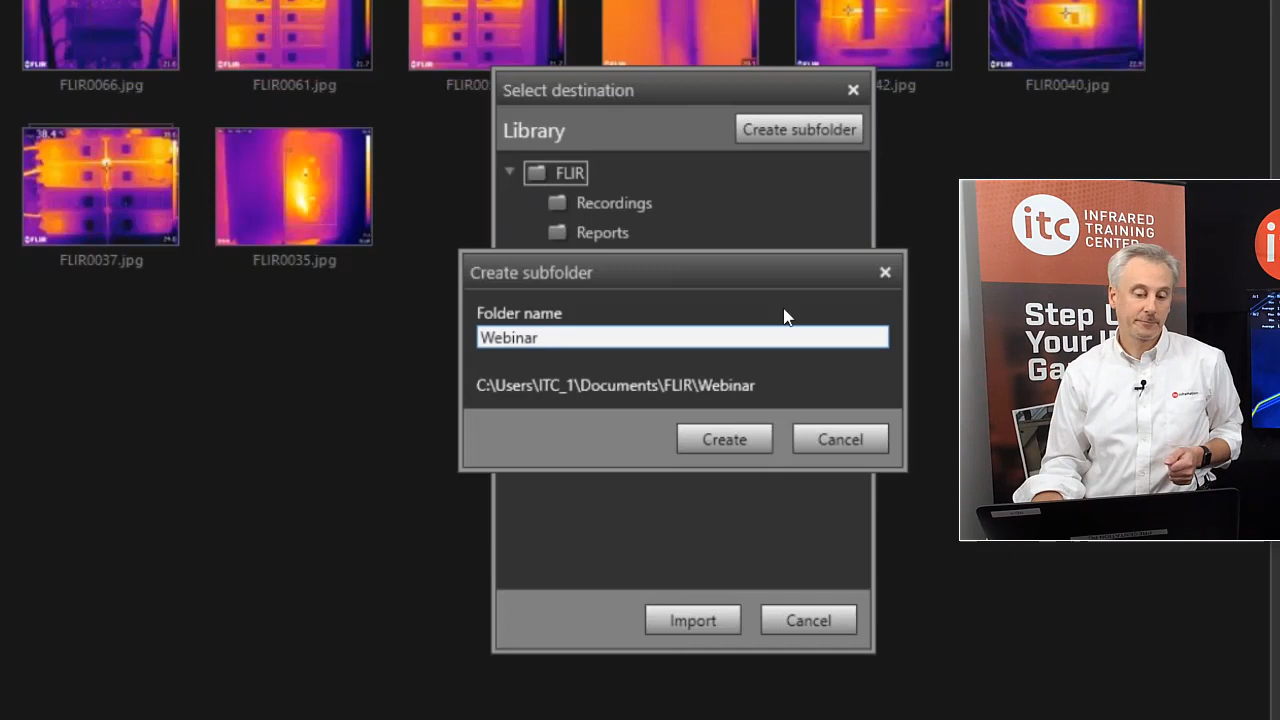 FLIR0066.jpg
FLIR0061.jpg
FLIR00
42.jpg
FLIR0040.jpg
38.4
FLIR0037.jpg
FLIR0035.jpg
Select destination
Library
Create subfolder
FLIR
Recordings
Reports
Create subfolder
Folder name
Webinar
C:\Users\ITC_1\Documents\FLIR\Webinar
Create
Cancel
Import
Cancel
itc
INFRARED
TRAINING
CENTER
Step U
Your I
Ga